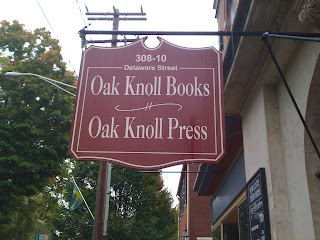 308-10
Delaware Street
Oak Knoll Books
Oak Knoll Press